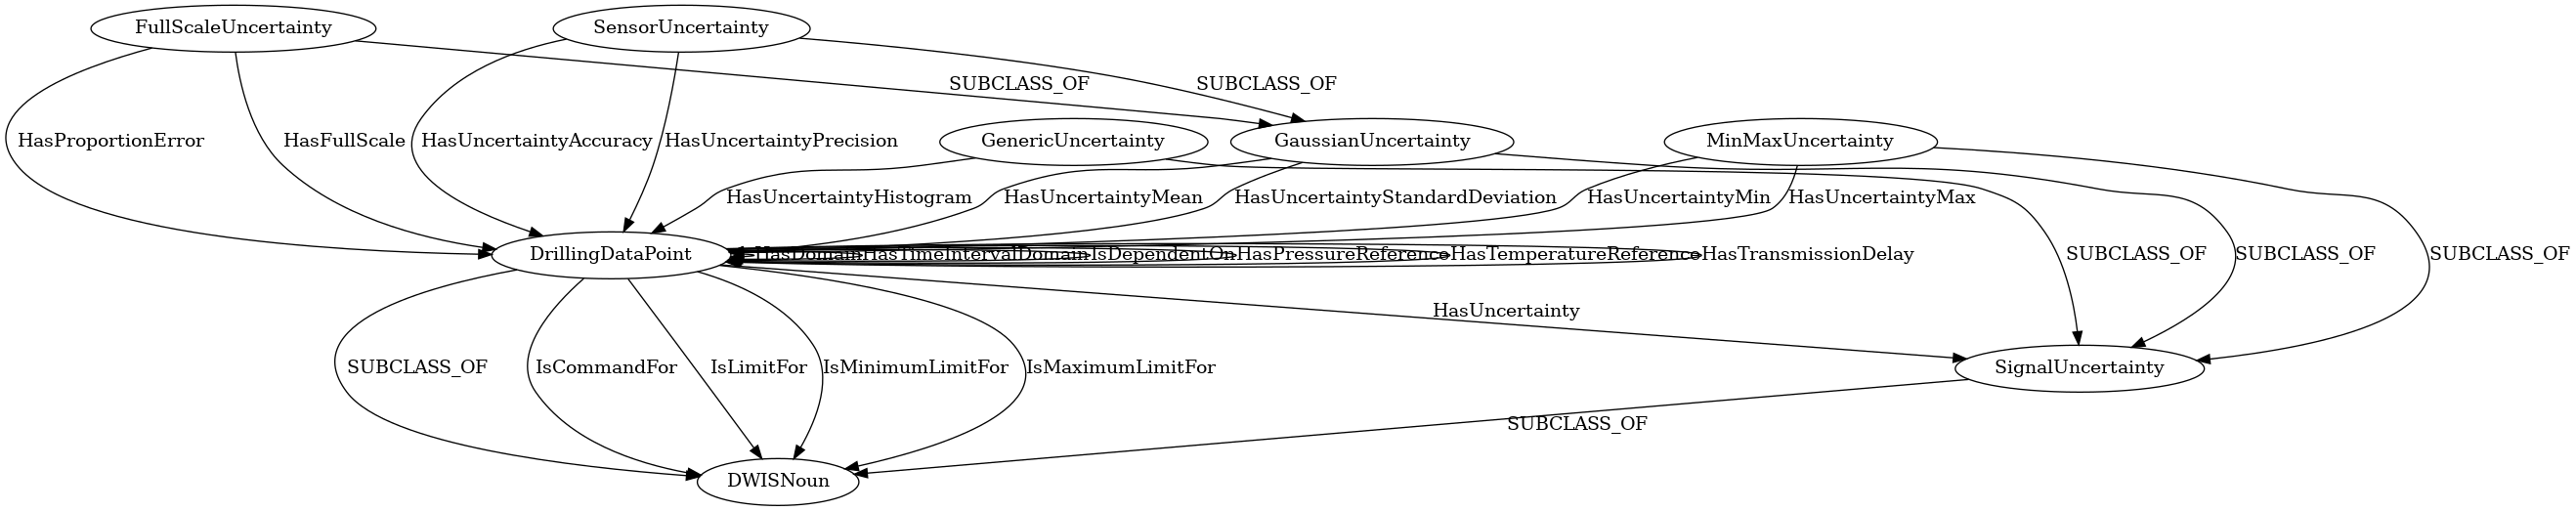 FullScaleUncertainty
SensorUncertainty
SUBCLASS_OF
SUBCLASS_OF
HasProportionError
HasFullScale
HasUncertaintyAccuracy
HasUncertaintyPrecision
GenericUncertainty
GaussianUncertainty
MinMaxUncertainty
HasUncertaintyHistogram
HasUncertaintyMean
HasUncertaintyStandardDeviation
HasUncertaintyMin
HasUncertaintyMax
DrillingDataPoint
HasDomain
HasTimeIntervalDomain
IsDependentOn
HasPressureReference
HasTemperatureReference
HasTransmissionDelay
SUBCLASS_OF
SUBCLASS_OF
SUBCLASS_OF
HasUncertainty
SUBCLASS_OF
IsCommandFor
IsLimitFor
IsMinimumLimitFor
IsMaximumLimitFor
SignalUncertainty
SUBCLASS_OF
DWISNoun